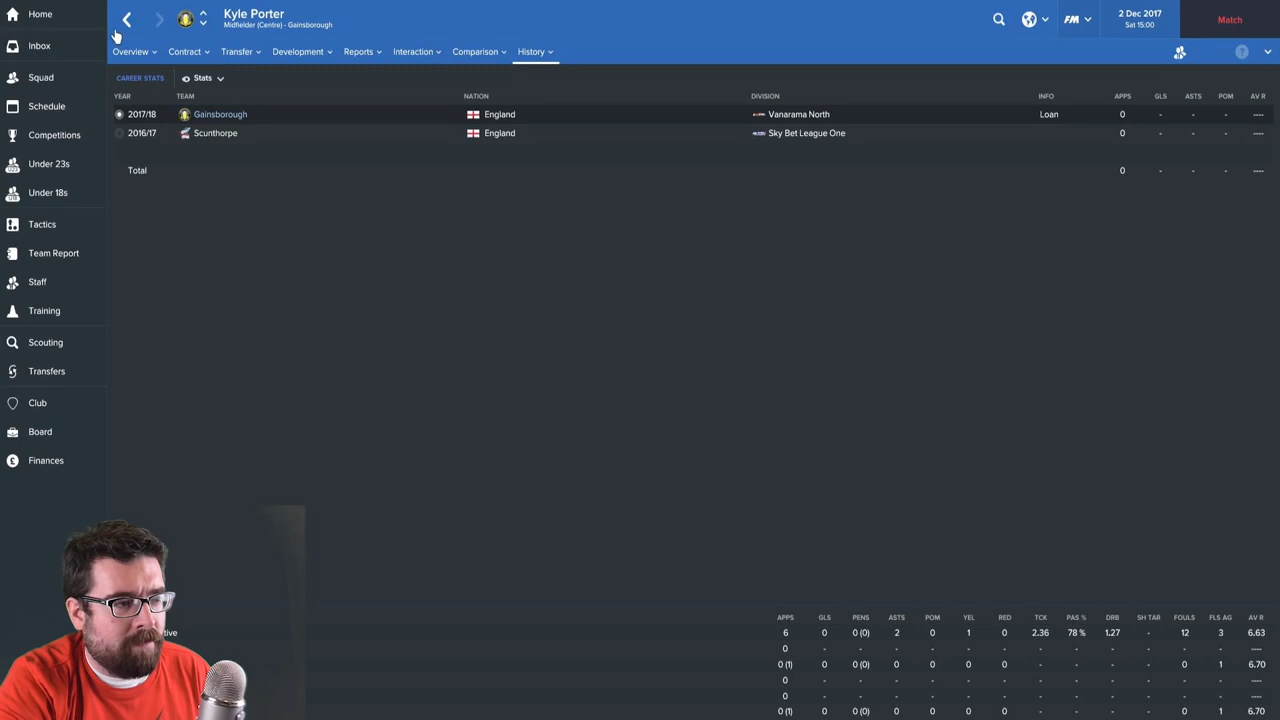 Home
Inbox
Squad
Schedule
Competitions
Under 23s
Under 18s
Tactics
Team Report
Staff
Training
Scouting
Transfers
Club
Board
Finances
Kyle Porter
Midfielder (Centre) - Gainsborough
FM
2 Dec 2017
Sat 15:00
Match
Overview Contract Transfer Development Reports Interaction Comparison History
CAREER STATS Stats
YEAR TEAM NATION DIVISION INFO APPS GLS ASTS POM AV R
2017/18 Gainsborough England Vanarama North Loan 0 - - - ----
2016/17 Scunthorpe England Sky Bet League One 0 - - - ----
Total 0 - - - ----
APPS GLS PENS ASTS POM YEL RED TCK PAS % DRB SH TAR FOULS FLS AG AV R
tive 6 0 0 (0) 2 0 1 0 2.36 78 % 1.27 - 12 3 6.63
0 - - - - - - - - - - - - ----
0 (1) 0 0 (0) 0 0 0 0 - - - - 0 1 6.70
0 - - - - - - - - - - - - ----
0 - - - - - - - - - - - - ----
0 (1) 0 0 (0) 0 0 0 0 - - - - 0 1 6.70